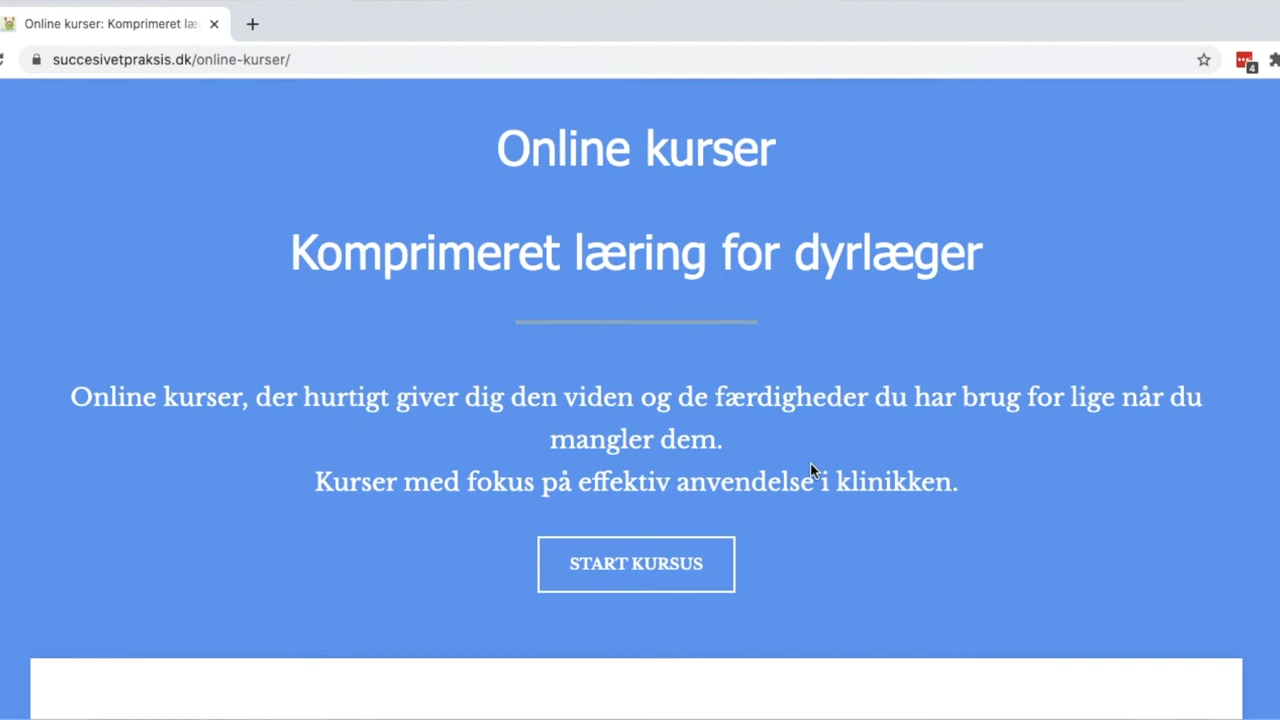 Online kurser: Komprimeret læ
succesivetpraksis.dk/online-kurser/
4
Online kurser
Komprimeret læring for dyrlæger
Online kurser, der hurtigt giver dig den viden og de færdigheder du har brug for lige når du
mangler dem.
Kurser med fokus på effektiv anvendelse i klinikken.
START KURSUS